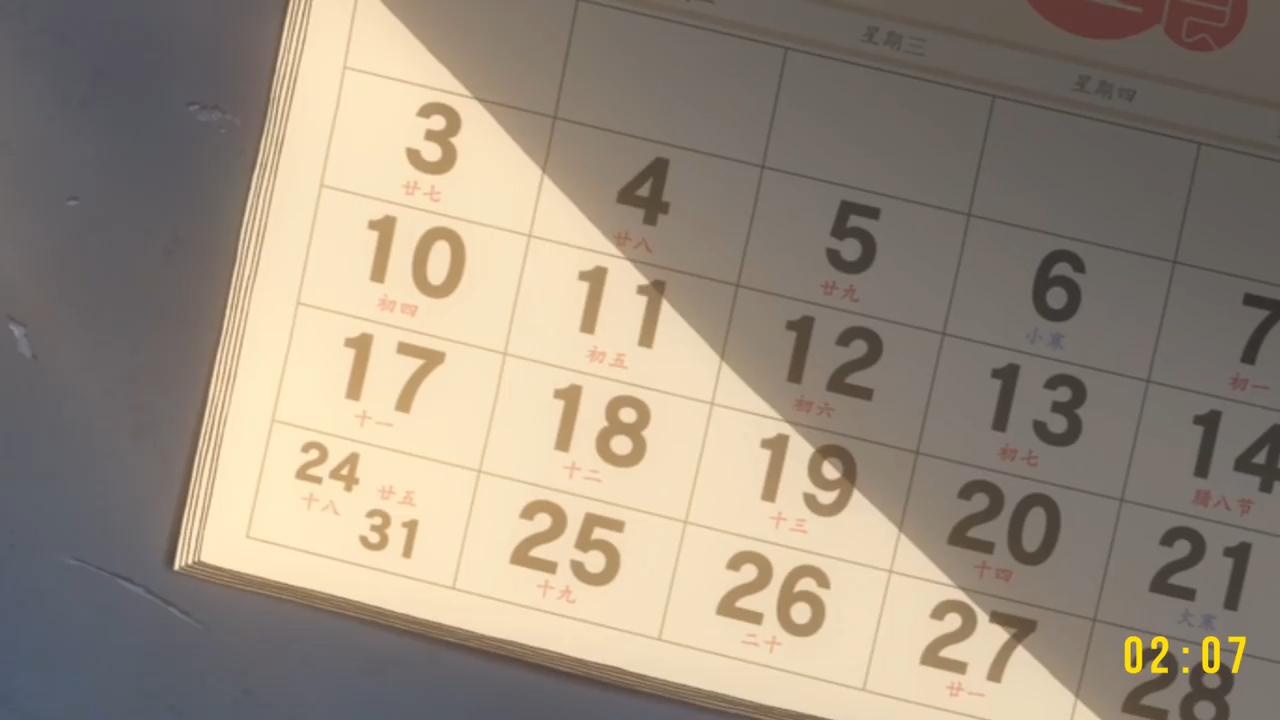 星期三
星期四
3 4 5 6 7
廿七 廿八 廿九 小寒 初一
10 11 12 13 14
初四 初五 初六 初七 腊八节
17 18 19 20 21
十一 十二 十三 十四 大寒
24 25 26 27 28
十八 十九 二十 廿一
廿五
31
02:07